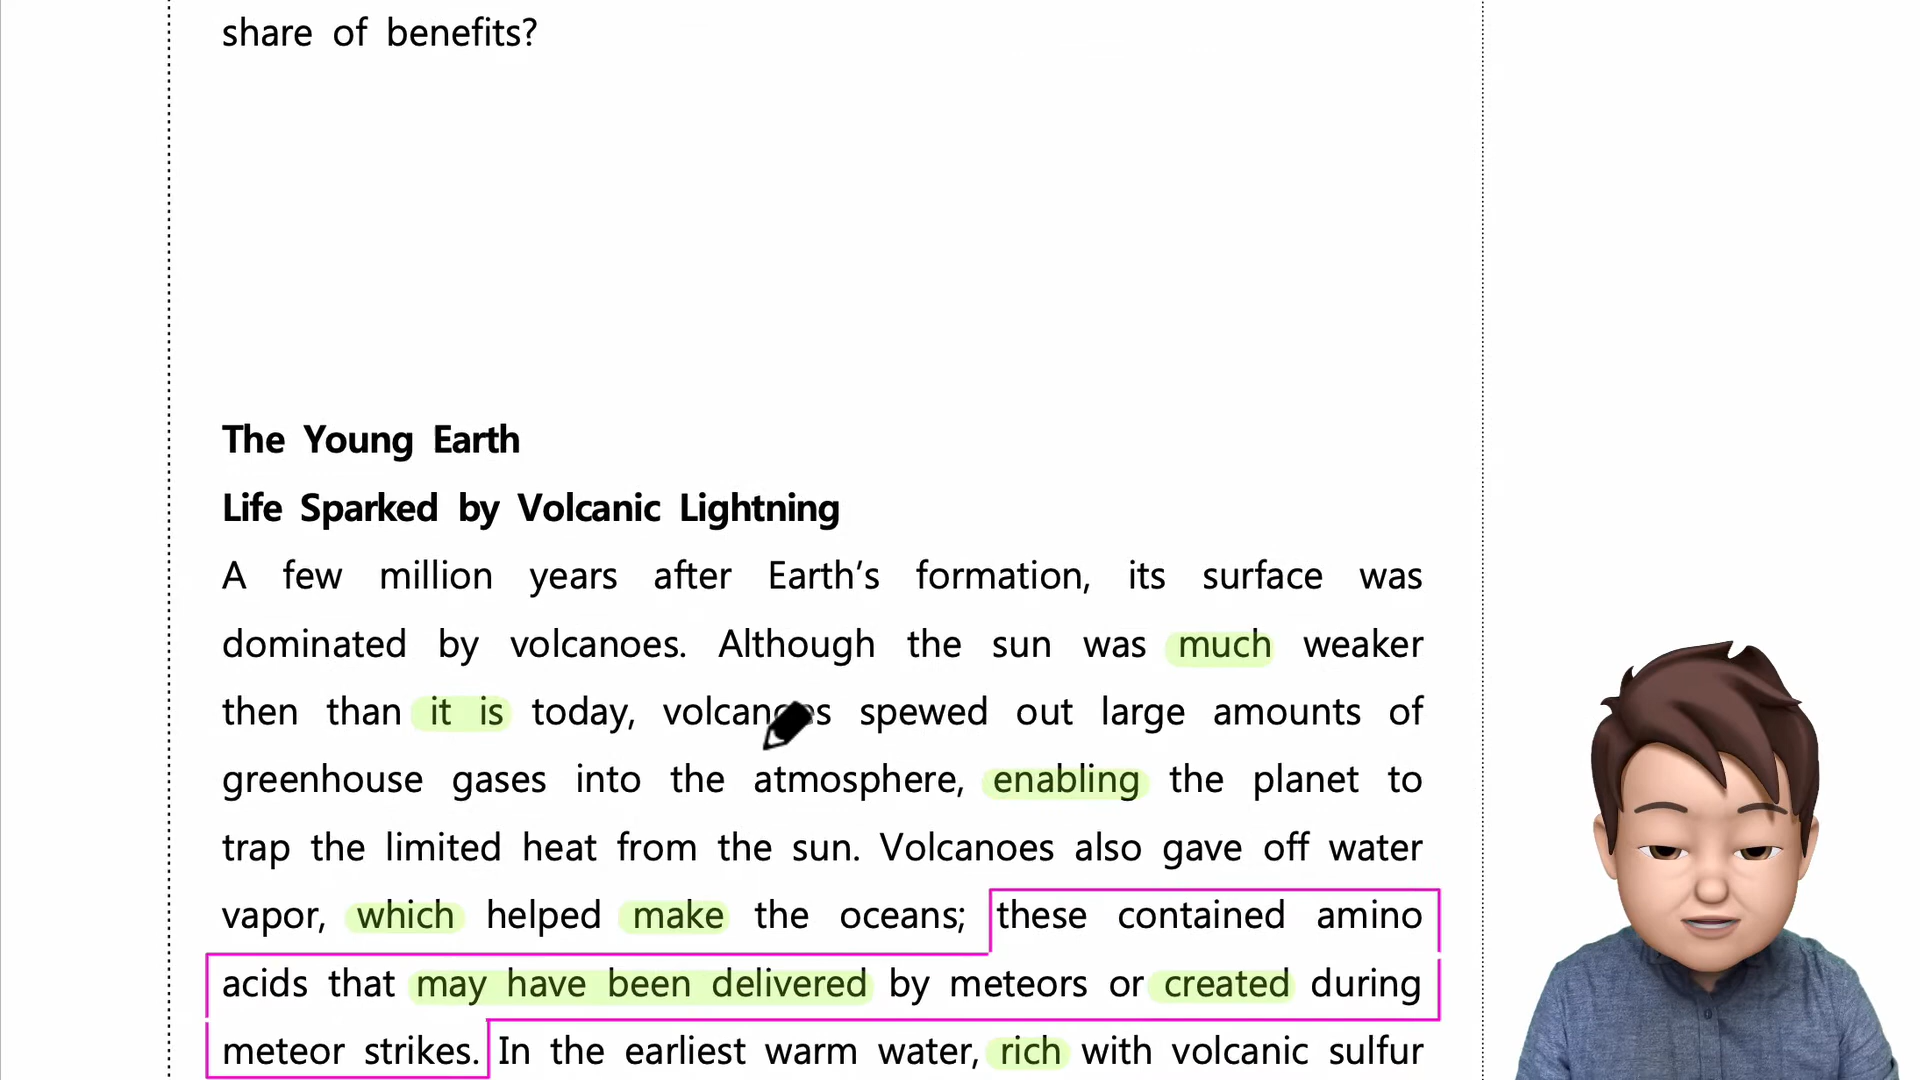 share of benefits?
The Young Earth
Life Sparked by Volcanic Lightning
A few million years after Earth’s formation, its surface was
dominated by volcanoes. Although the sun was much weaker
then than it is today, volcanoes spewed out large amounts of
greenhouse gases into the atmosphere, enabling the planet to
trap the limited heat from the sun. Volcanoes also gave off water
vapor, which helped make the oceans; these contained amino
acids that may have been delivered by meteors or created during
meteor strikes. In the earliest warm water, rich with volcanic sulfur